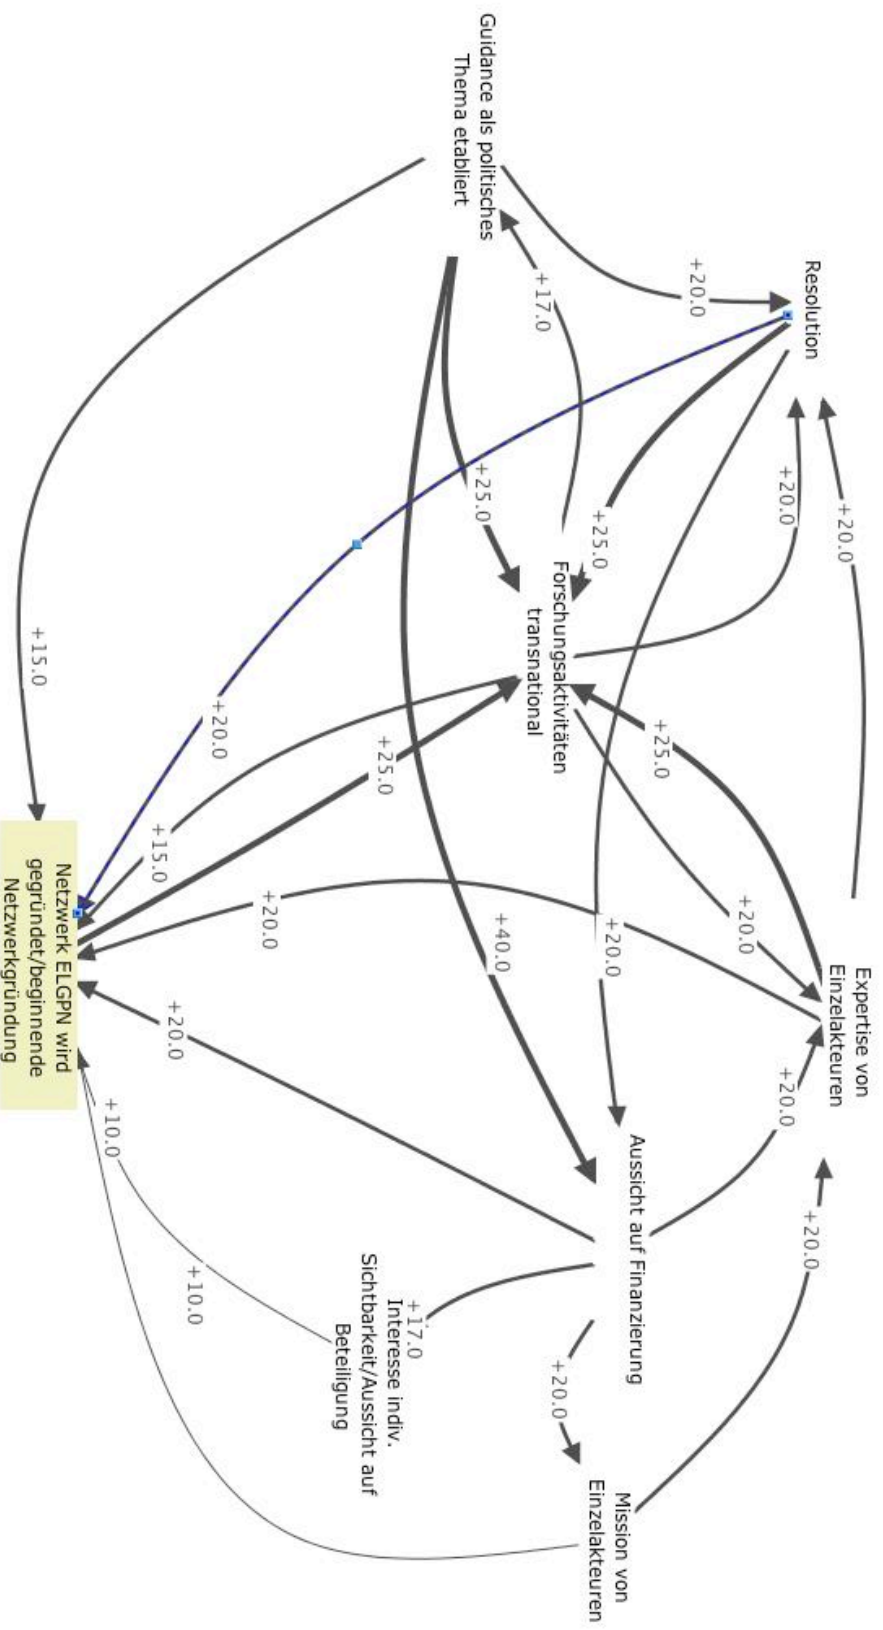 Resolution
Expertise von
Einzelakteuren
+20.0
+20.0
+20.0
+20.0
+20.0
+20.0
+25.0
+25.0
Guidance als politisches
Thema etabliert
+17.0
+25.0
Forschungsaktivitäten
transnational
+20.0
Aussicht auf Finanzierung
+20.0
Mission von
Einzelakteuren
+40.0
+17.0
Interesse indiv.
Sichtbarkeit/Aussicht auf
Beteiligung
+25.0
+20.0
+20.0
+15.0
+20.0
+10.0
+10.0
+15.0
Netzwerk ELGPN wird
gegründet/beginnende
Netzwerkgründung